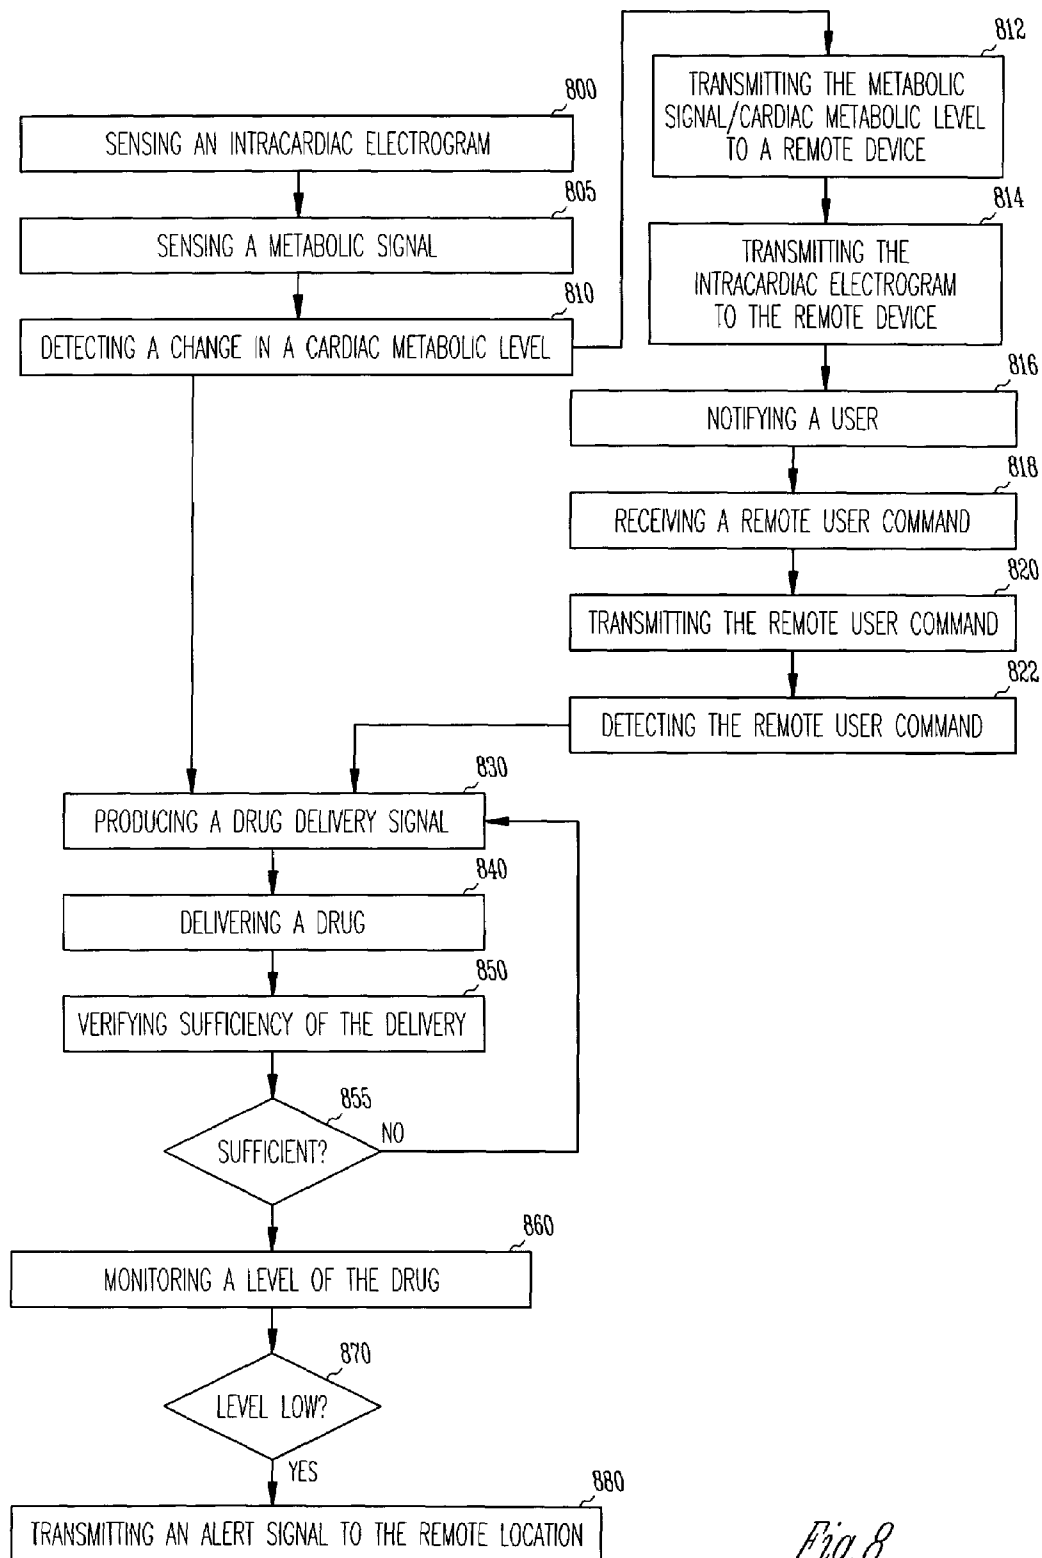 800
SENSING AN INTRACARDIAC ELECTROGRAM
805
SENSING A METABOLIC SIGNAL
810
DETECTING A CHANGE IN A CARDIAC METABOLIC LEVEL
812
TRANSMITTING THE METABOLIC
SIGNAL/CARDIAC METABOLIC LEVEL
TO A REMOTE DEVICE
814
TRANSMITTING THE
INTRACARDIAC ELECTROGRAM
TO THE REMOTE DEVICE
816
NOTIFYING A USER
818
RECEIVING A REMOTE USER COMMAND
820
TRANSMITTING THE REMOTE USER COMMAND
822
DETECTING THE REMOTE USER COMMAND
830
PRODUCING A DRUG DELIVERY SIGNAL
840
DELIVERING A DRUG
850
VERIFYING SUFFICIENCY OF THE DELIVERY
855
SUFFICIENT?
NO
860
MONITORING A LEVEL OF THE DRUG
870
LEVEL LOW?
YES
880
TRANSMITTING AN ALERT SIGNAL TO THE REMOTE LOCATION
Fig. 8